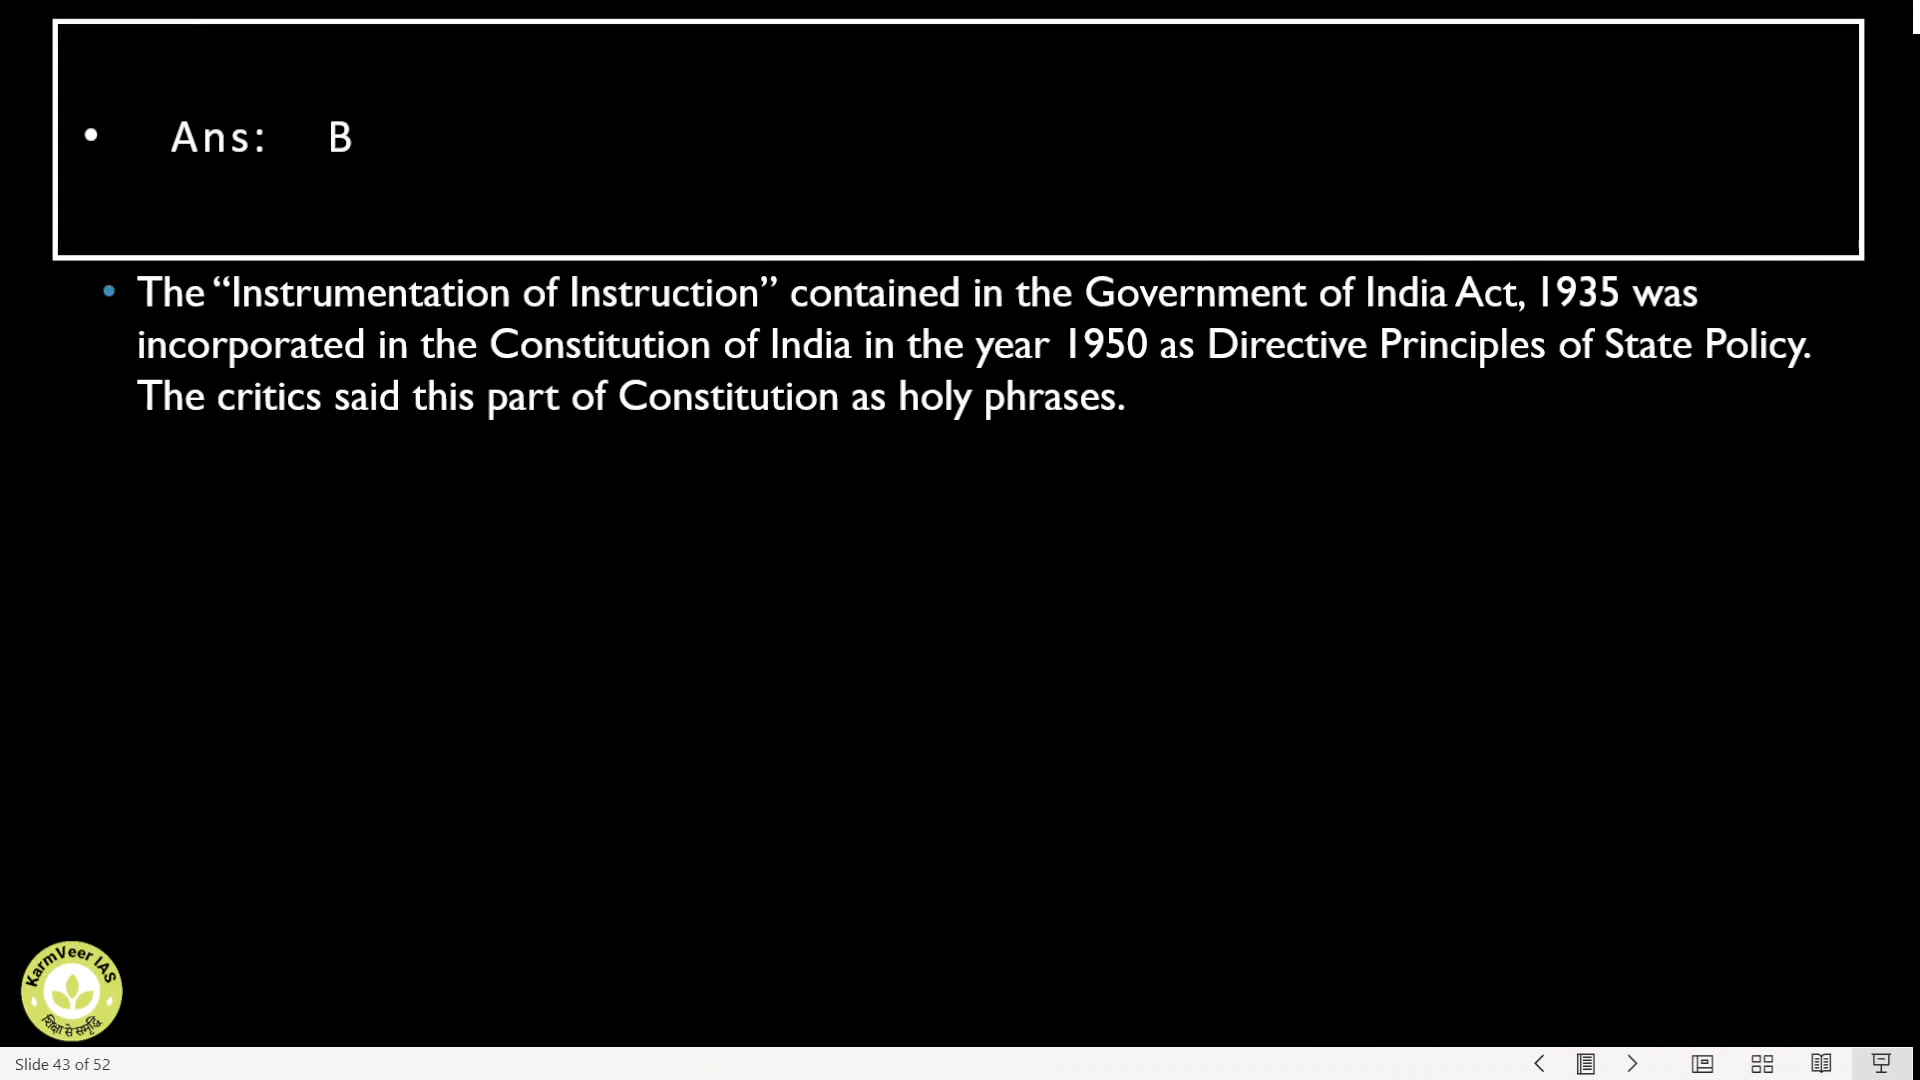 • Ans: B
• The “Instrumentation of Instruction” contained in the Government of India Act, 1935 was
incorporated in the Constitution of India in the year 1950 as Directive Principles of State Policy.
The critics said this part of Constitution as holy phrases.
KarmVeer IAS
शिक्षा से समृद्धि
Slide 43 of 52